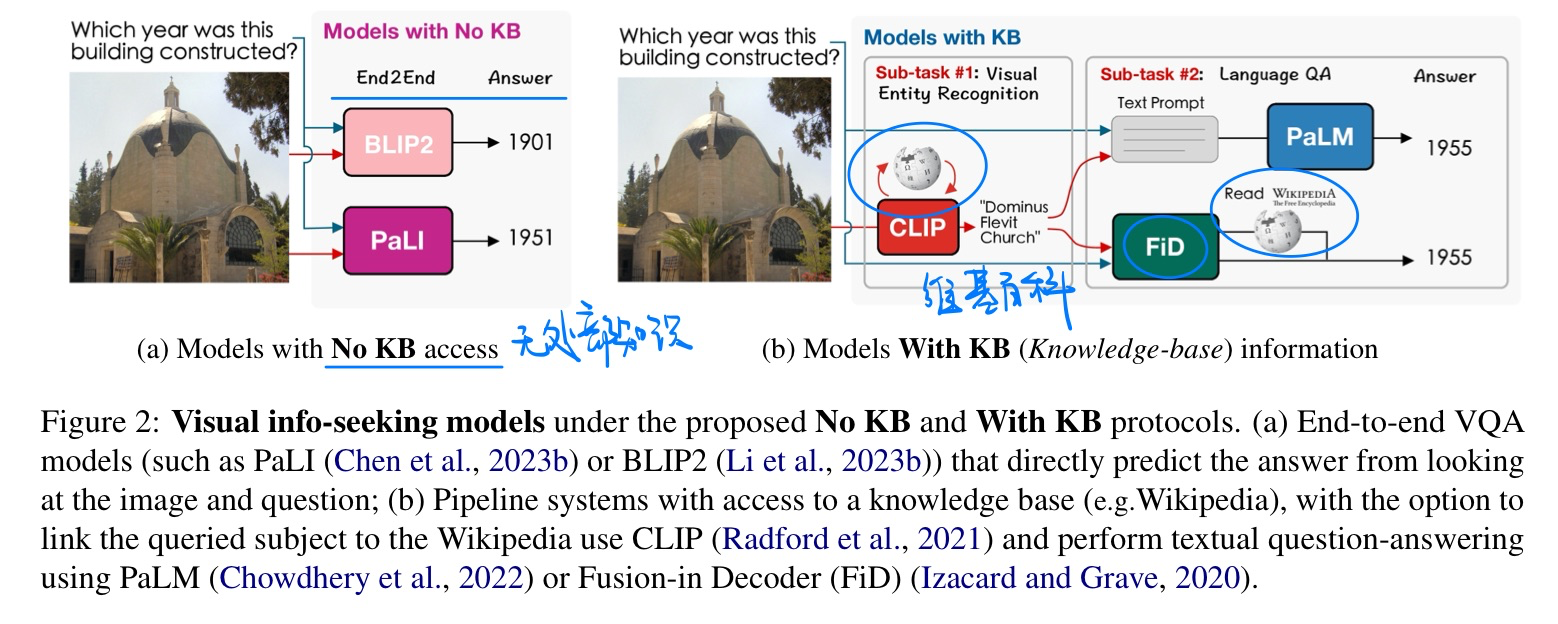 Which year was this
building constructed?
Models with No KB
End2End
Answer
BLIP2
1901
PaLI
1951
(a) Models with No KB access
无处部知识
Which year was this
building constructed?
Models with KB
Sub-task #1: Visual
Entity Recognition
CLIP
"Dominus
Flevit
Church"
维基百科
Sub-task #2: Language QA
Answer
Text Prompt
PaLM
1955
Read WIKIPEDIA
The Free Encyclopedia
FiD
1955
(b) Models With KB (Knowledge-base) information
Figure 2: Visual info-seeking models under the proposed No KB and With KB protocols. (a) End-to-end VQA
models (such as PaLI (Chen et al., 2023b) or BLIP2 (Li et al., 2023b)) that directly predict the answer from looking
at the image and question; (b) Pipeline systems with access to a knowledge base (e.g.Wikipedia), with the option to
link the queried subject to the Wikipedia use CLIP (Radford et al., 2021) and perform textual question-answering
using PaLM (Chowdhery et al., 2022) or Fusion-in Decoder (FiD) (Izacard and Grave, 2020).